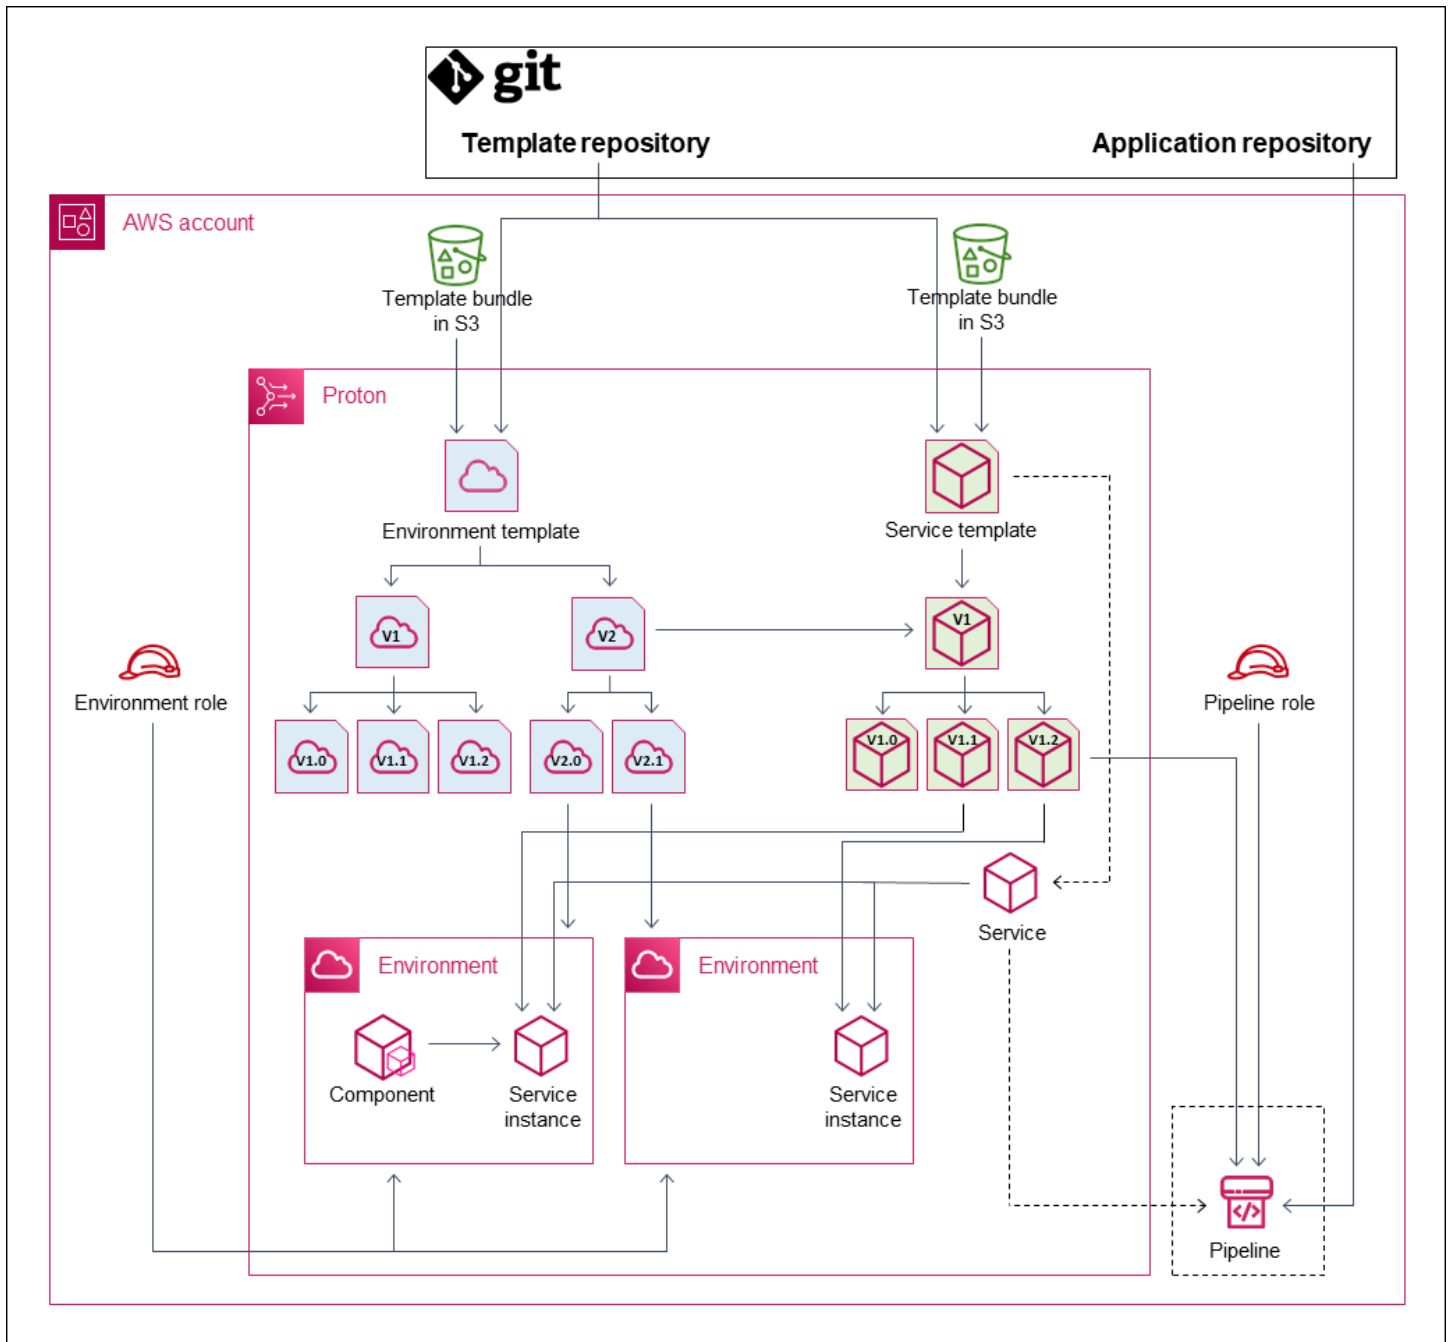 git
Template repository
Application repository
AWS account
Template bundle
in S3
Template bundle
in S3
Proton
Environment template
Service template
V1
V2
V1
Environment role
Pipeline role
V1.0
V1.1
V1.2
V2.0
V2.1
V1.0
V1.1
V1.2
Service
Environment
Environment
Component
Service
instance
Service
instance
</>
Pipeline